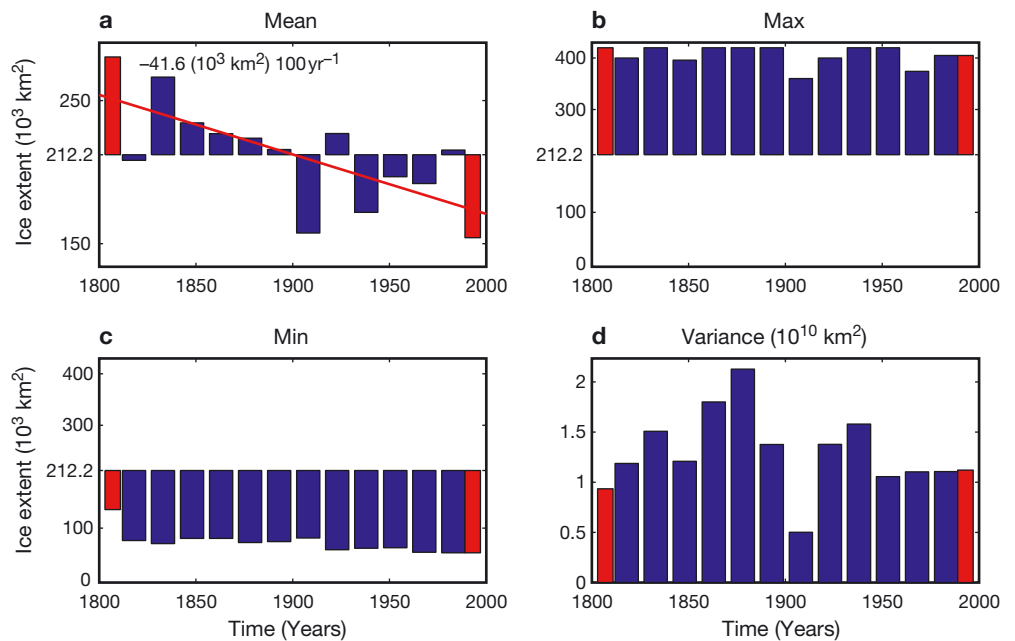 a Mean
−41.6 (10³ km²) 100 yr⁻¹
Ice extent (10³ km²)
250
212.2
150
1800 1850 1900 1950 2000
b Max
400
300
212.2
100
0
1800 1850 1900 1950 2000
c Min
Ice extent (10³ km²)
400
300
212.2
100
0
1800 1850 1900 1950 2000
Time (Years)
d Variance (10¹⁰ km²)
2
1.5
1
0.5
0
1800 1850 1900 1950 2000
Time (Years)